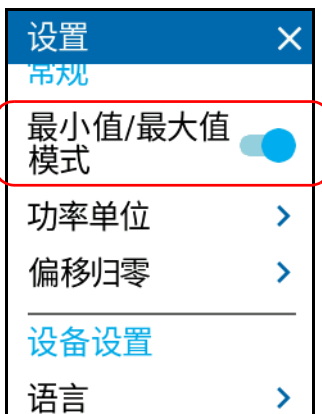 设置
常规
最小值/最大值
模式
功率单位
偏移归零
设备设置
语言